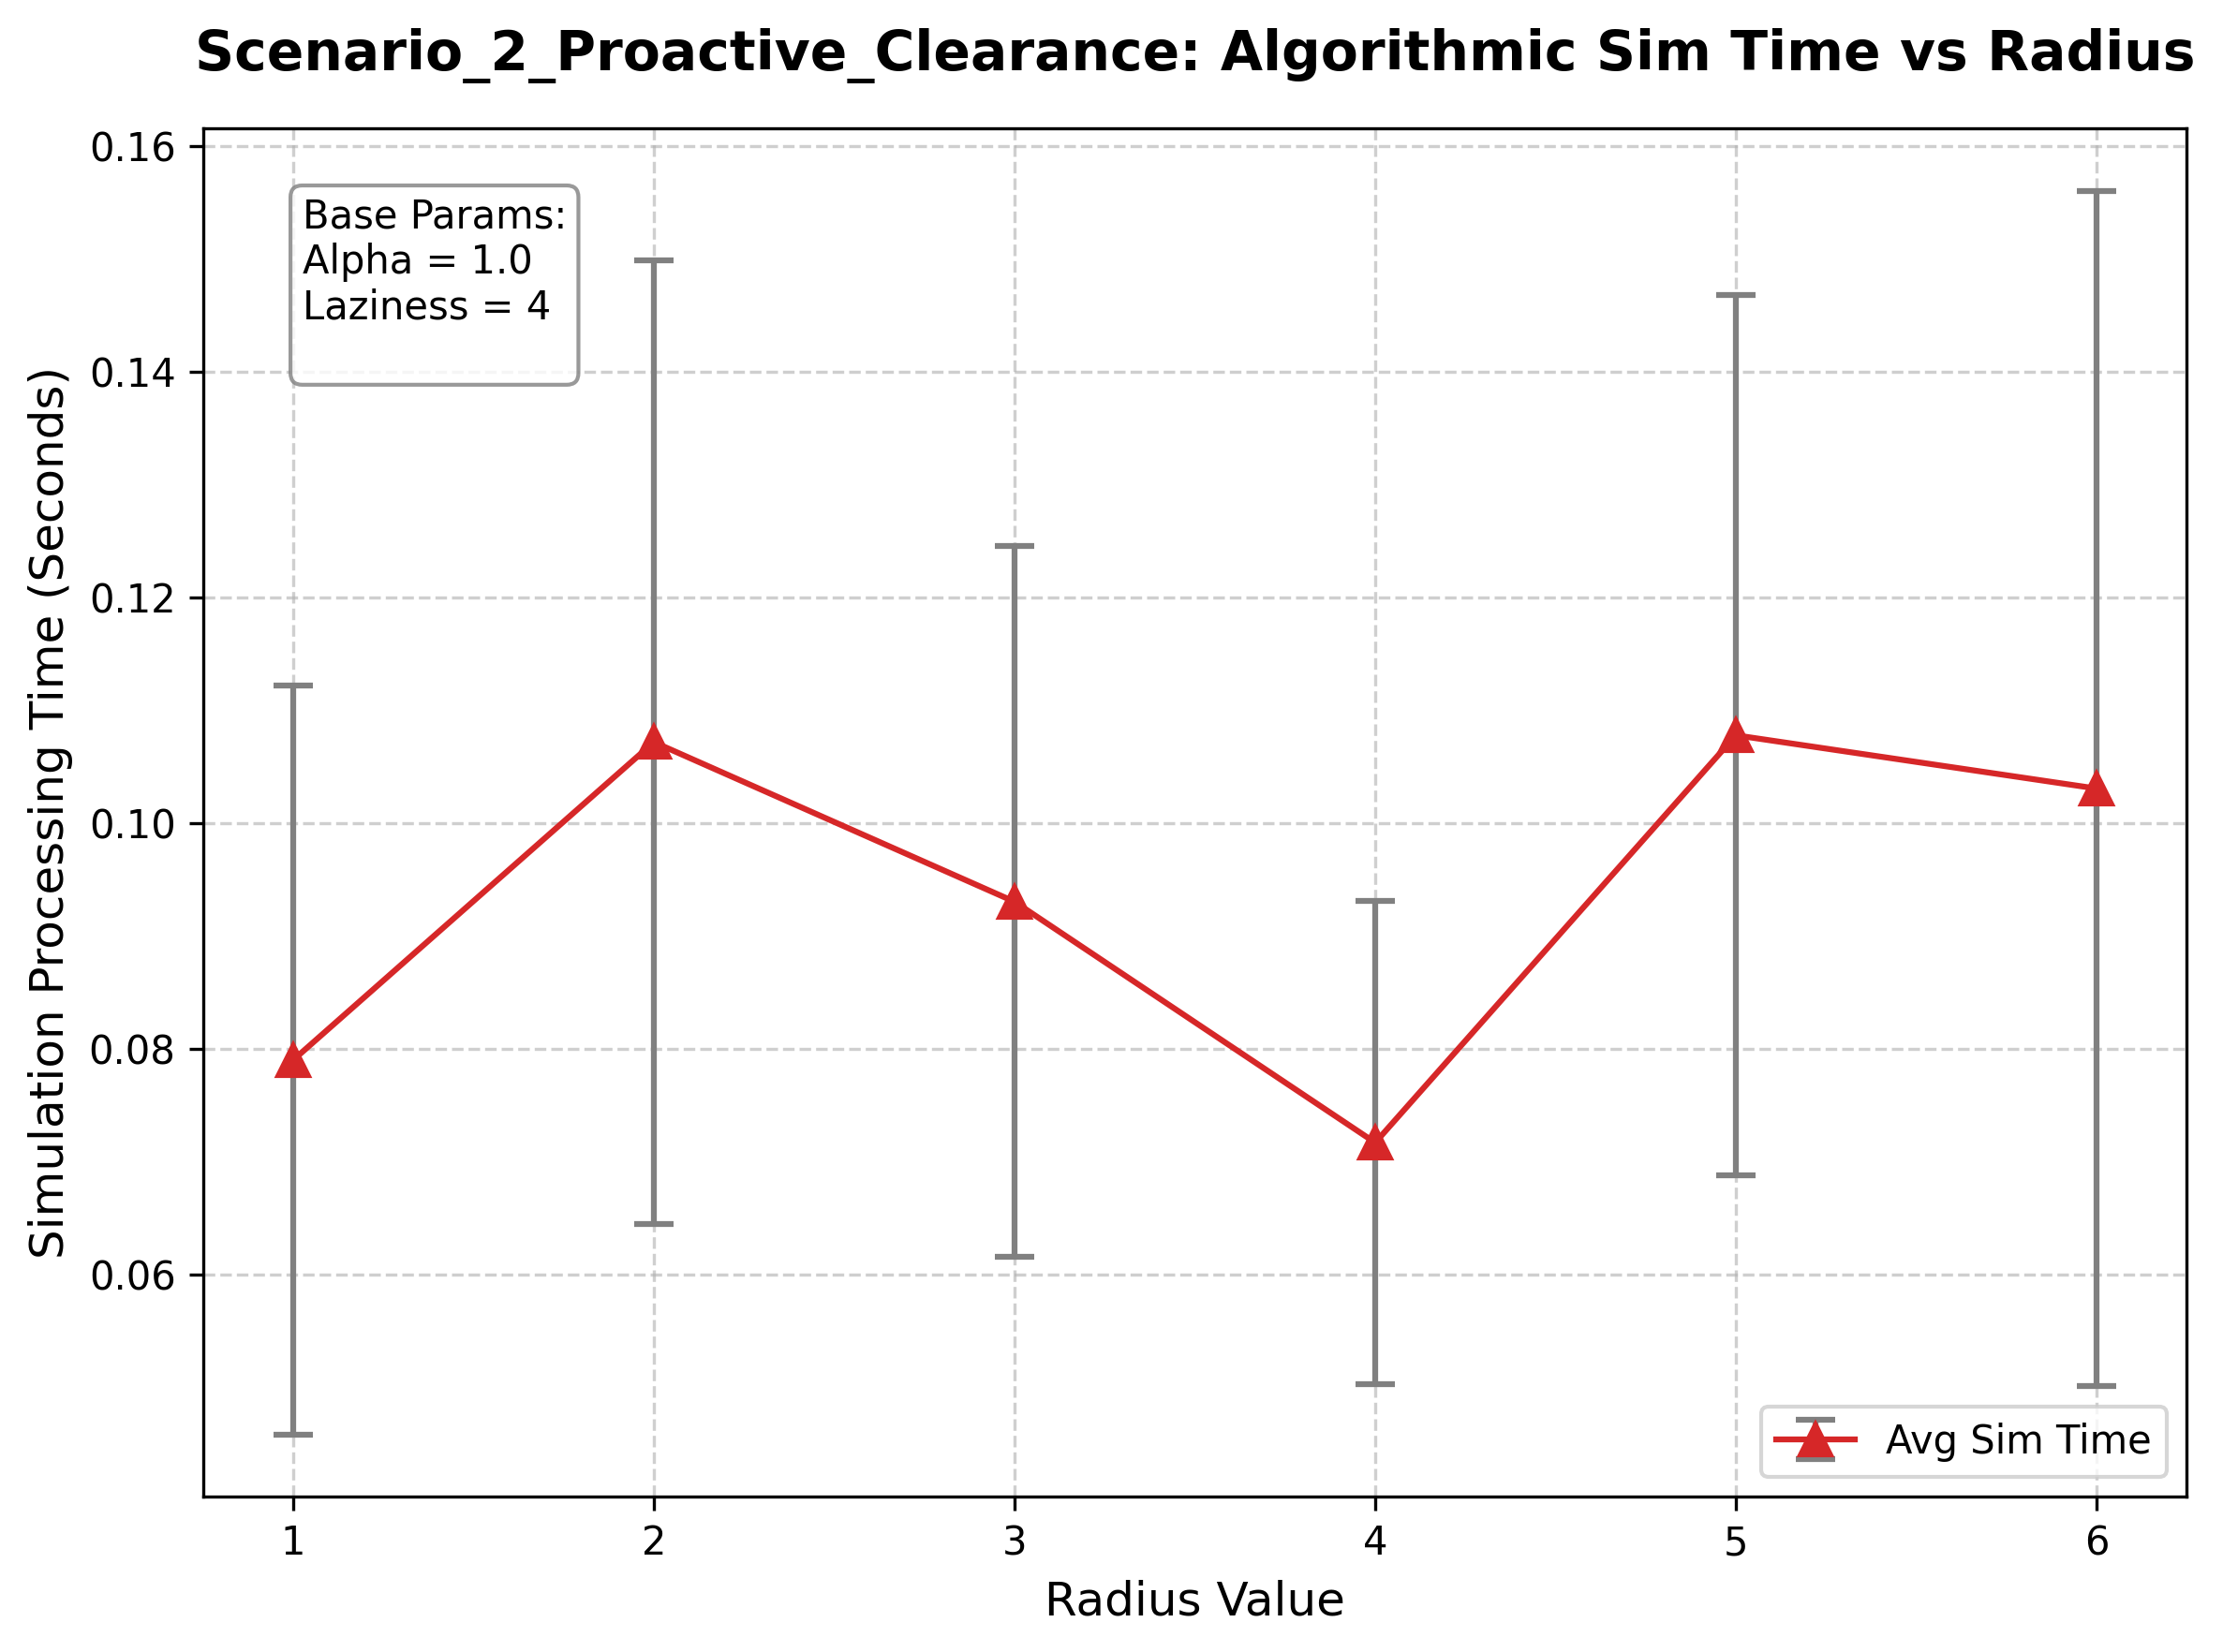 Scenario_2_Proactive_Clearance: Algorithmic Sim Time vs Radius
Simulation Processing Time (Seconds)
0.16
0.14
0.12
0.10
0.08
0.06
Base Params:
Alpha = 1.0
Laziness = 4
Avg Sim Time
1
2
3
4
5
6
Radius Value